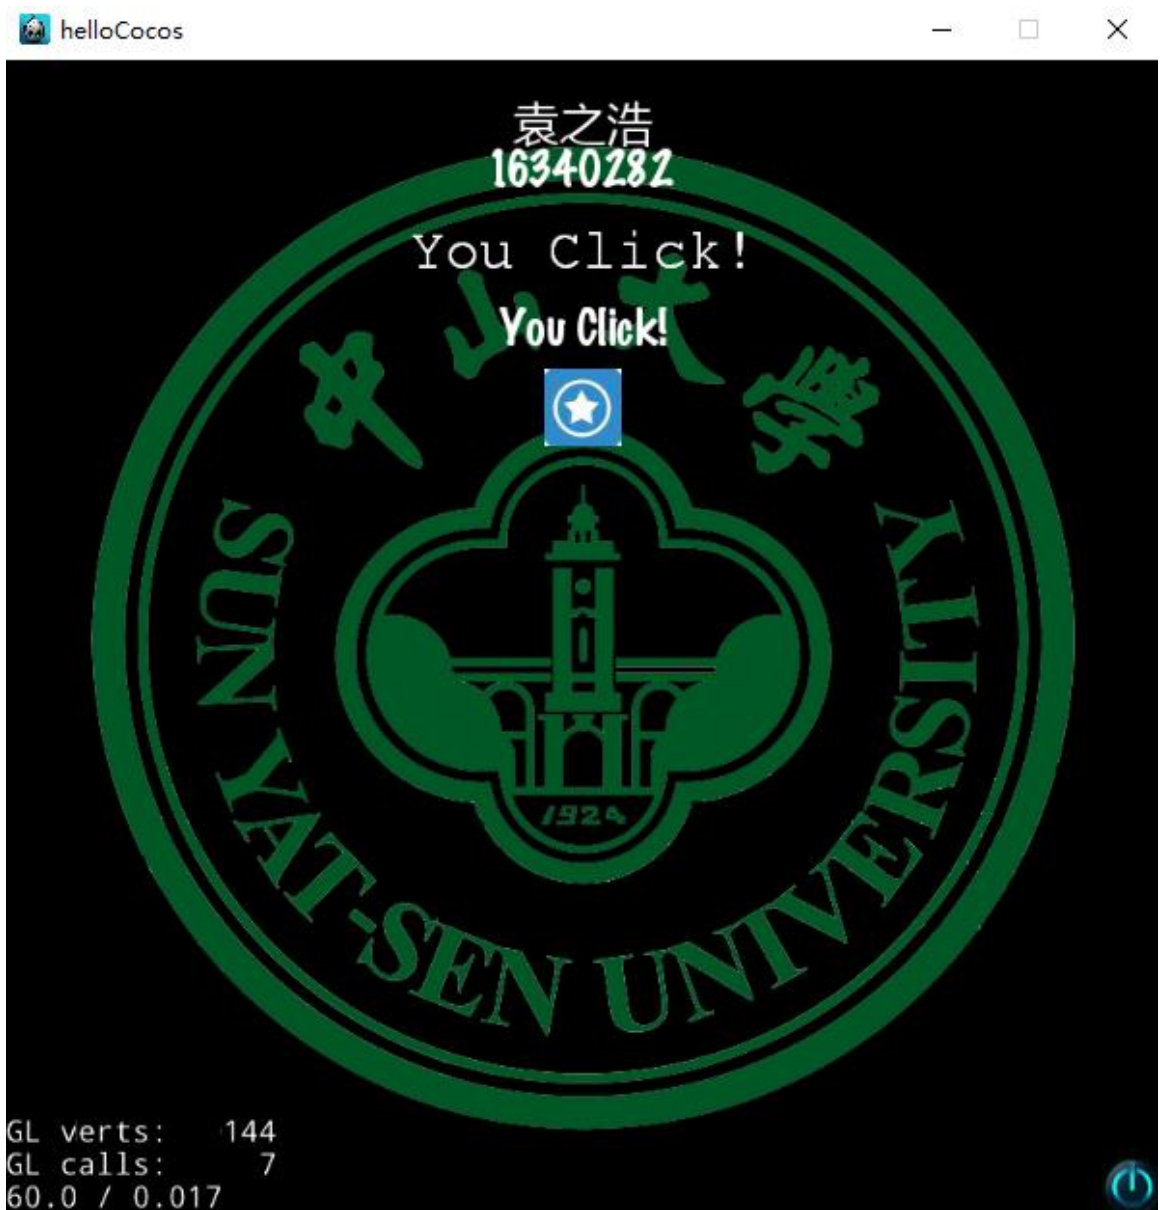 helloCocos
袁之浩
16340282
You Click!
You Click!
中山大學
SUN YAT-SEN UNIVERSITY
1924
GL verts: 144
GL calls: 7
60.0 / 0.017